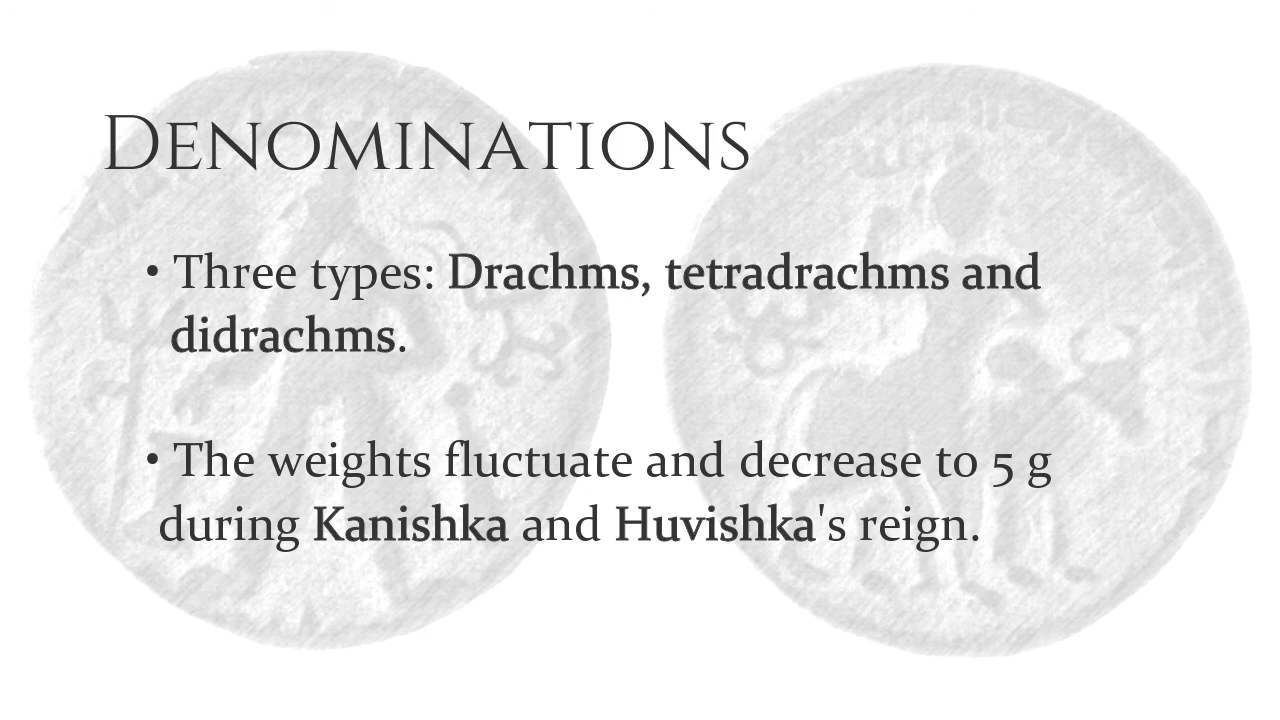 DENOMINATIONS
• Three types: Drachms, tetradrachms and
didrachms.
• The weights fluctuate and decrease to 5 g
during Kanishka and Huvishka's reign.